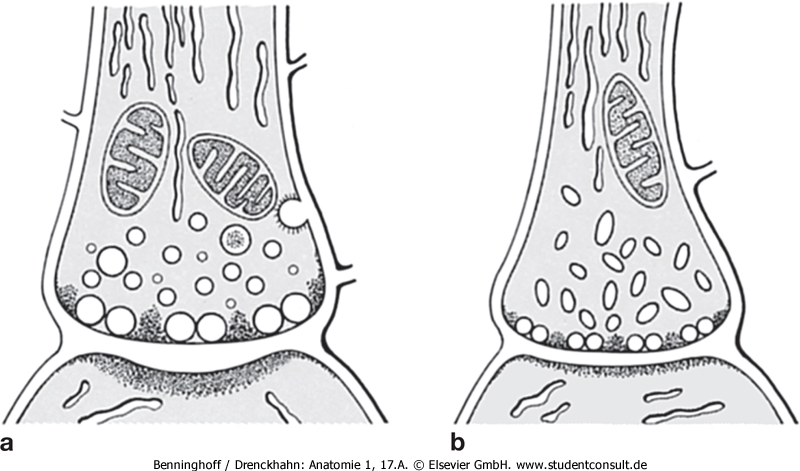 a
b
Benninghoff / Drenckhahn: Anatomie 1, 17.A. © Elsevier GmbH. www.studentconsult.de